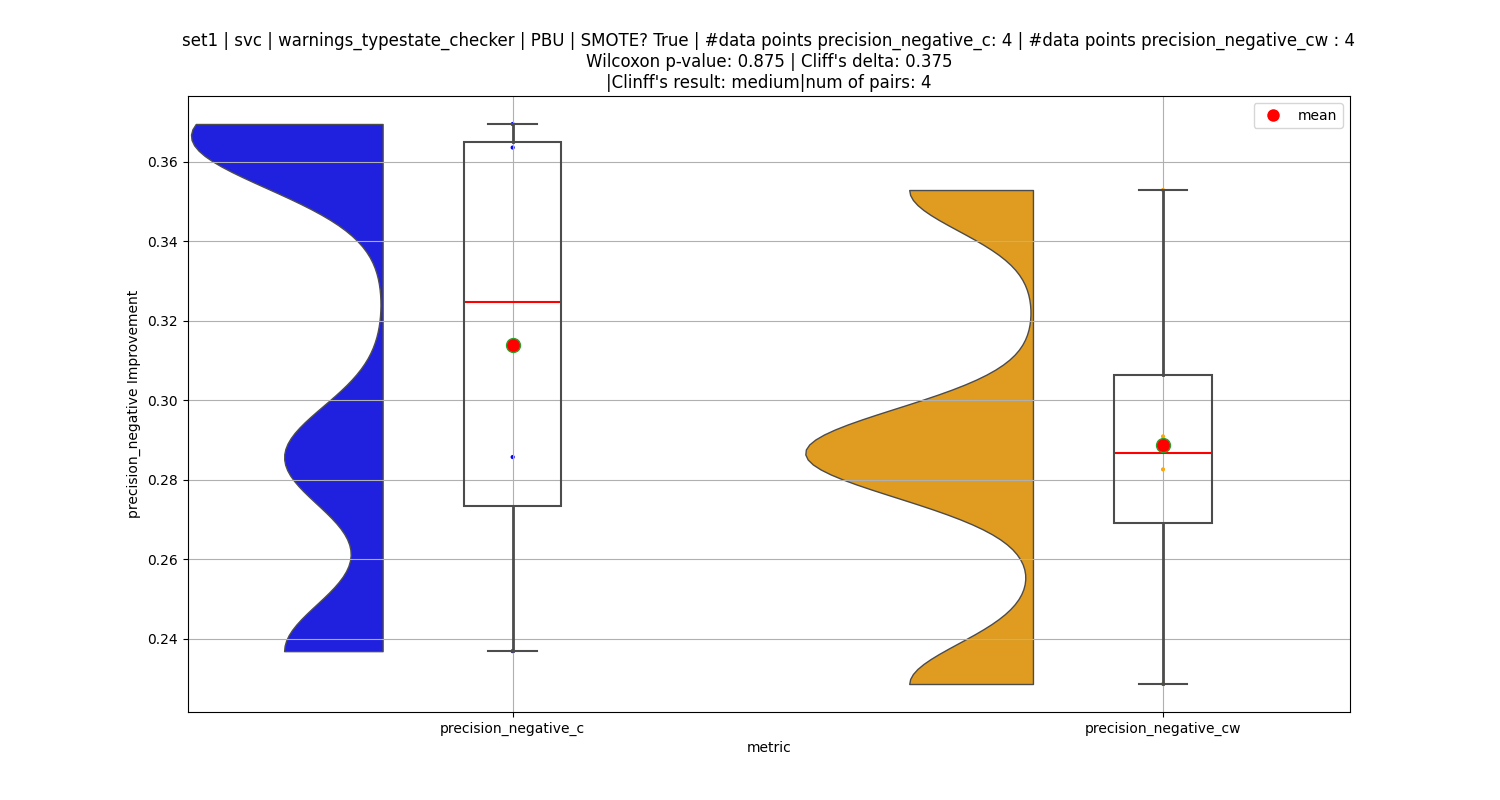 set1 | svc | warnings_typestate_checker | PBU | SMOTE? True | #data points precision_negative_c: 4 | #data points precision_negative_cw : 4
Wilcoxon p-value: 0.875 | Cliff's delta: 0.375
|Clinff's result: medium|num of pairs: 4
mean
0.36
0.34
0.32
0.30
0.28
0.26
0.24
precision_negative Improvement
precision_negative_c
precision_negative_cw
metric